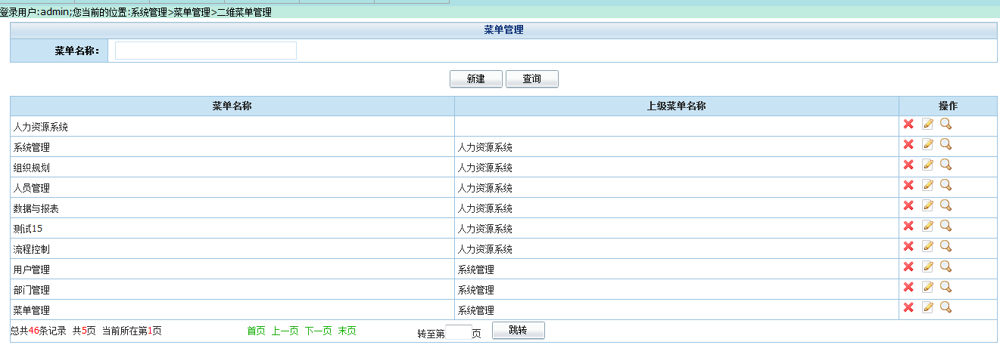 登录用户:admin;您当前的位置:系统管理>菜单管理>二维菜单管理
菜单管理
菜单名称:
新建 查询
菜单名称 上级菜单名称 操作
人力资源系统
系统管理 人力资源系统
组织规划 人力资源系统
人员管理 人力资源系统
数据与报表 人力资源系统
测试15 人力资源系统
流程控制 人力资源系统
用户管理 系统管理
部门管理 系统管理
菜单管理 系统管理
总共46条记录 共5页 当前所在第1页 首页 上一页 下一页 末页 转至第 页 跳转